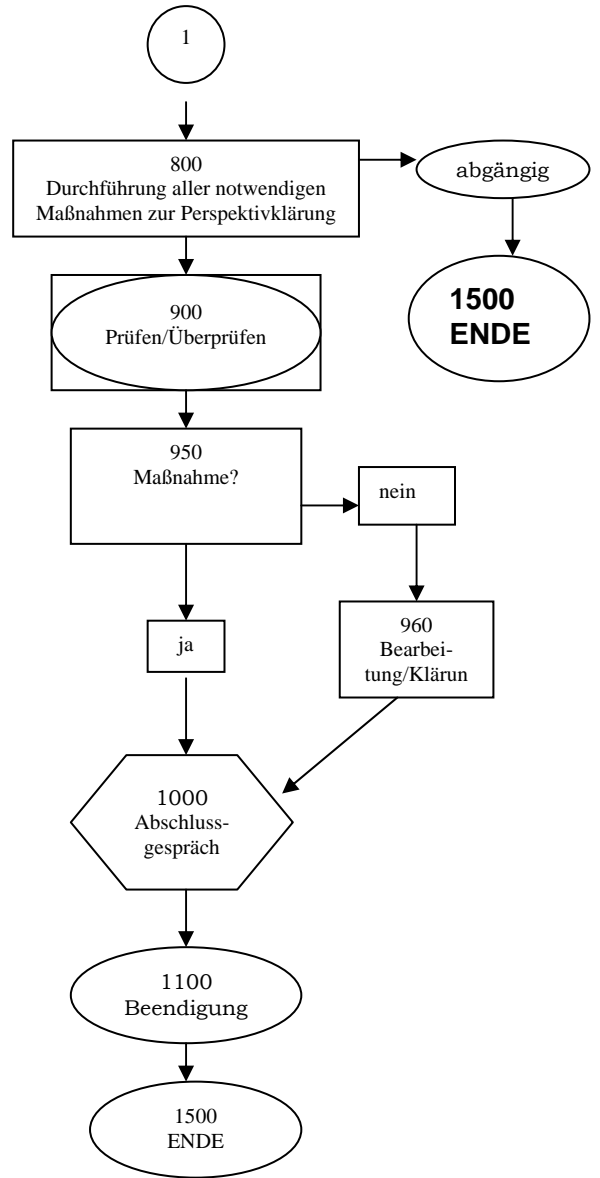 1
800
Durchführung aller notwendigen
Maßnahmen zur Perspektivklärung
abgängig
1500
ENDE
900
Prüfen/Überprüfen
950
Maßnahme?
nein
ja
960
Bearbei-
tung/Klärun
1000
Abschluss-
gespräch
1100
Beendigung
1500
ENDE